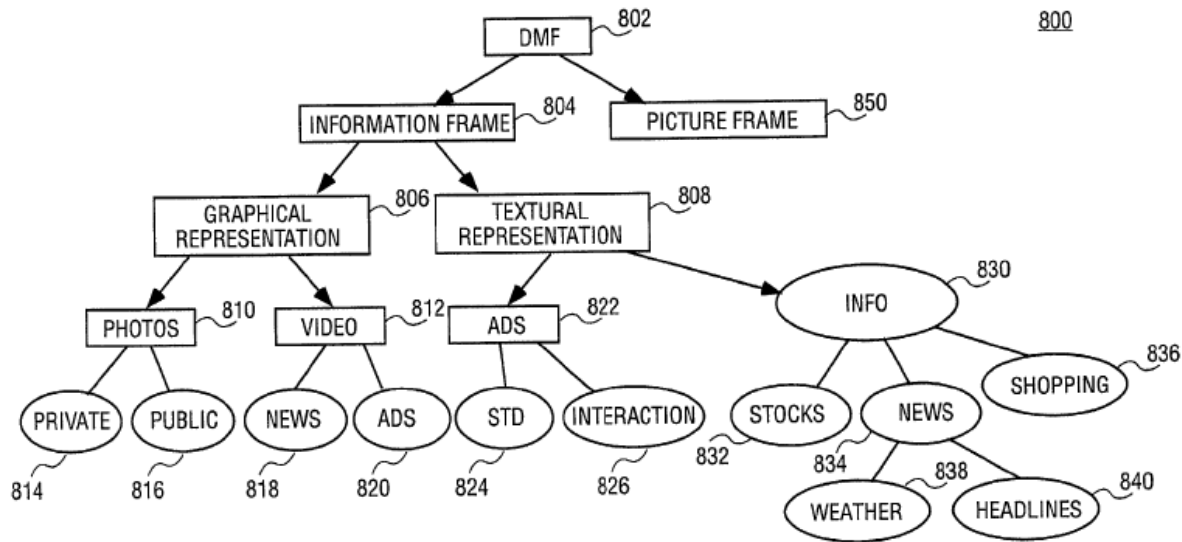 800
DMF
802
INFORMATION FRAME
804
PICTURE FRAME
850
GRAPHICAL
REPRESENTATION
806
TEXTURAL
REPRESENTATION
808
PHOTOS
810
VIDEO
812
ADS
822
INFO
830
PRIVATE
814
PUBLIC
816
NEWS
818
ADS
820
STD
824
INTERACTION
826
STOCKS
832
NEWS
834
SHOPPING
836
WEATHER
838
HEADLINES
840